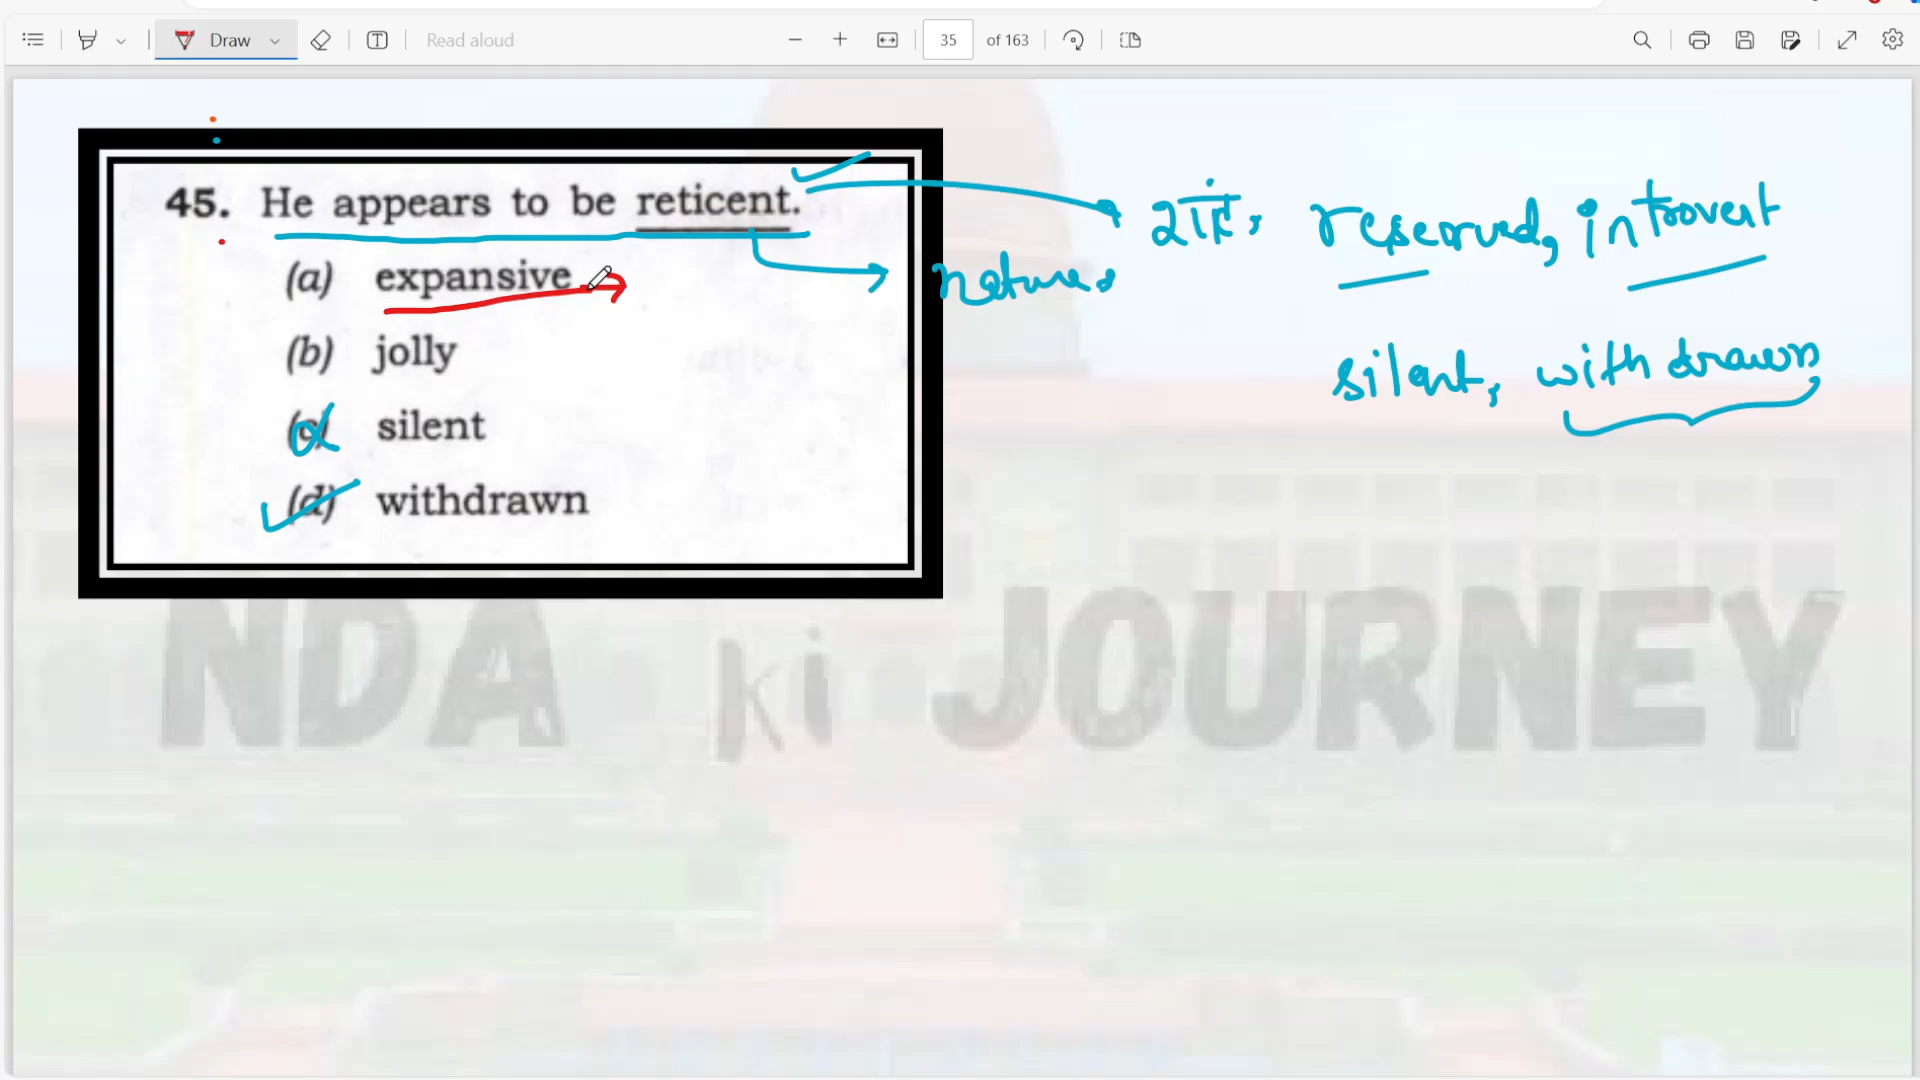 Draw
Read aloud
35 of 163
45. He appears to be reticent.
(a) expansive
(b) jolly
(c) silent
(d) withdrawn
reserved, introvert
nature
silent, withdrawn
NDA ki JOURNEY